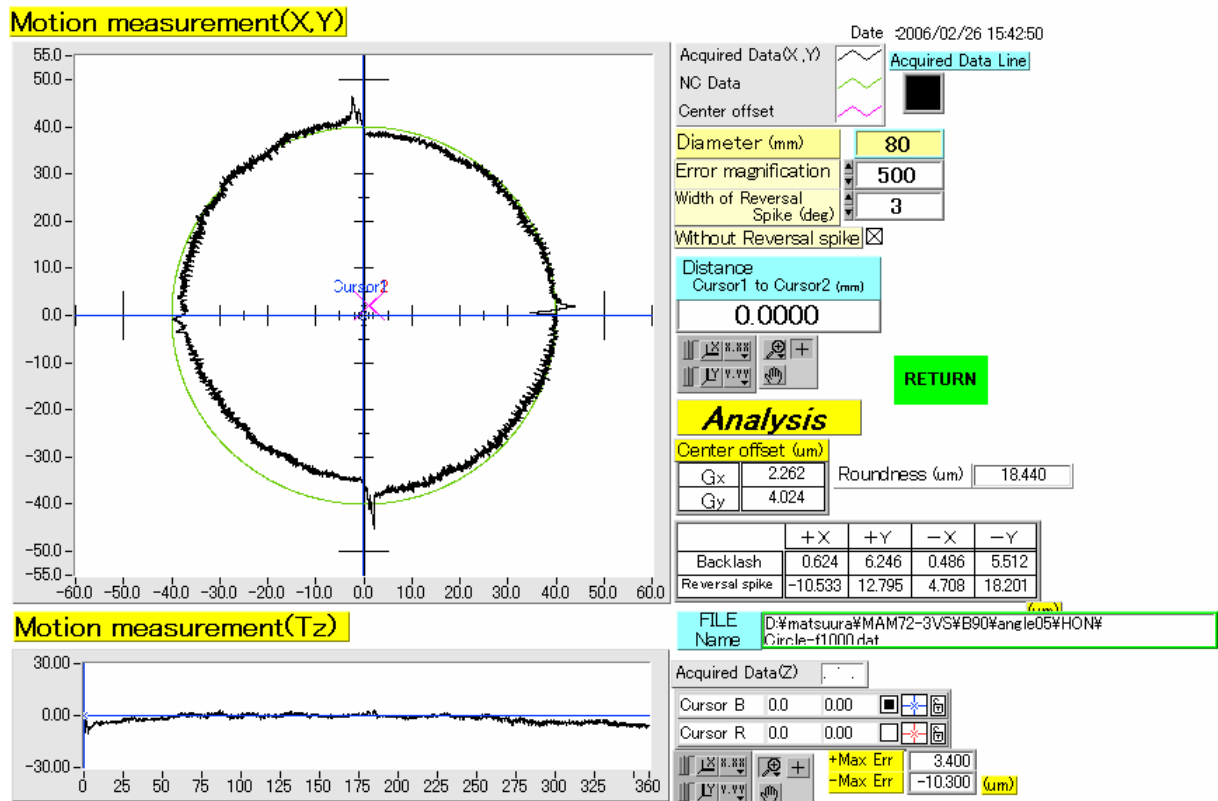 Motion measurement(X,Y)
Date :2006/02/26 15:42:50
Acquired Data(X,Y)
Acquired Data Line
NC Data
Center offset
Diameter (mm) 80
Error magnification 500
Width of Reversal
Spike (deg) 3
Without Reversal spike
Distance
Cursor1 to Cursor2 (mm)
0.0000
X X.XX
Y Y.YY
RETURN
Analysis
Center offset (um)
Gx 2.262
Gy 4.024
Roundness (um) 18.440
+X +Y -X -Y
Backlash 0.624 6.246 0.486 5.512
Reversal spike -10.533 12.795 4.708 18.201
(um)
55.0
50.0
40.0
30.0
20.0
10.0
0.0
-10.0
-20.0
-30.0
-40.0
-50.0
-55.0
-60.0 -50.0 -40.0 -30.0 -20.0 -10.0 0.0 10.0 20.0 30.0 40.0 50.0 60.0
Motion measurement(Tz)
FILE
Name
D:¥matsuura¥MAM72-3VS¥B90¥angle05¥HON¥
Circle-f1000.dat
30.00
0.00
-30.00
0 25 50 75 100 125 150 175 200 225 250 275 300 325 360
Acquired Data(Z)
Cursor B 0.0 0.00
Cursor R 0.0 0.00
X X.XX
Y Y.YY
+Max Err 3.400
-Max Err -10.300 (um)